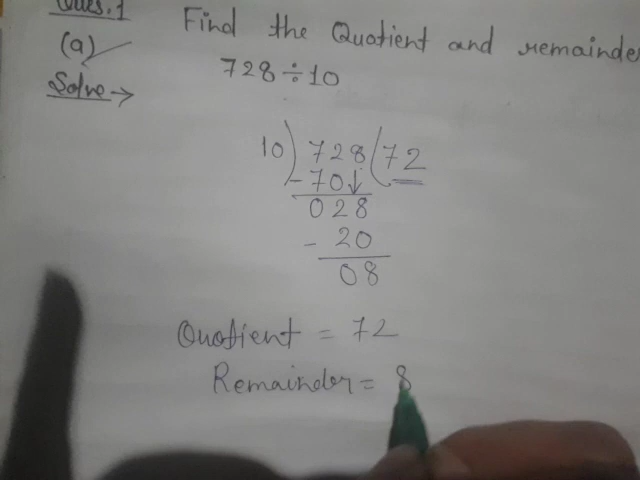 Ques.1 Find the Quotient and remainder
(a) 728÷10
Solve →
10)728(72
-70↓
028
- 20
08
Quotient = 72
Remainder = 8